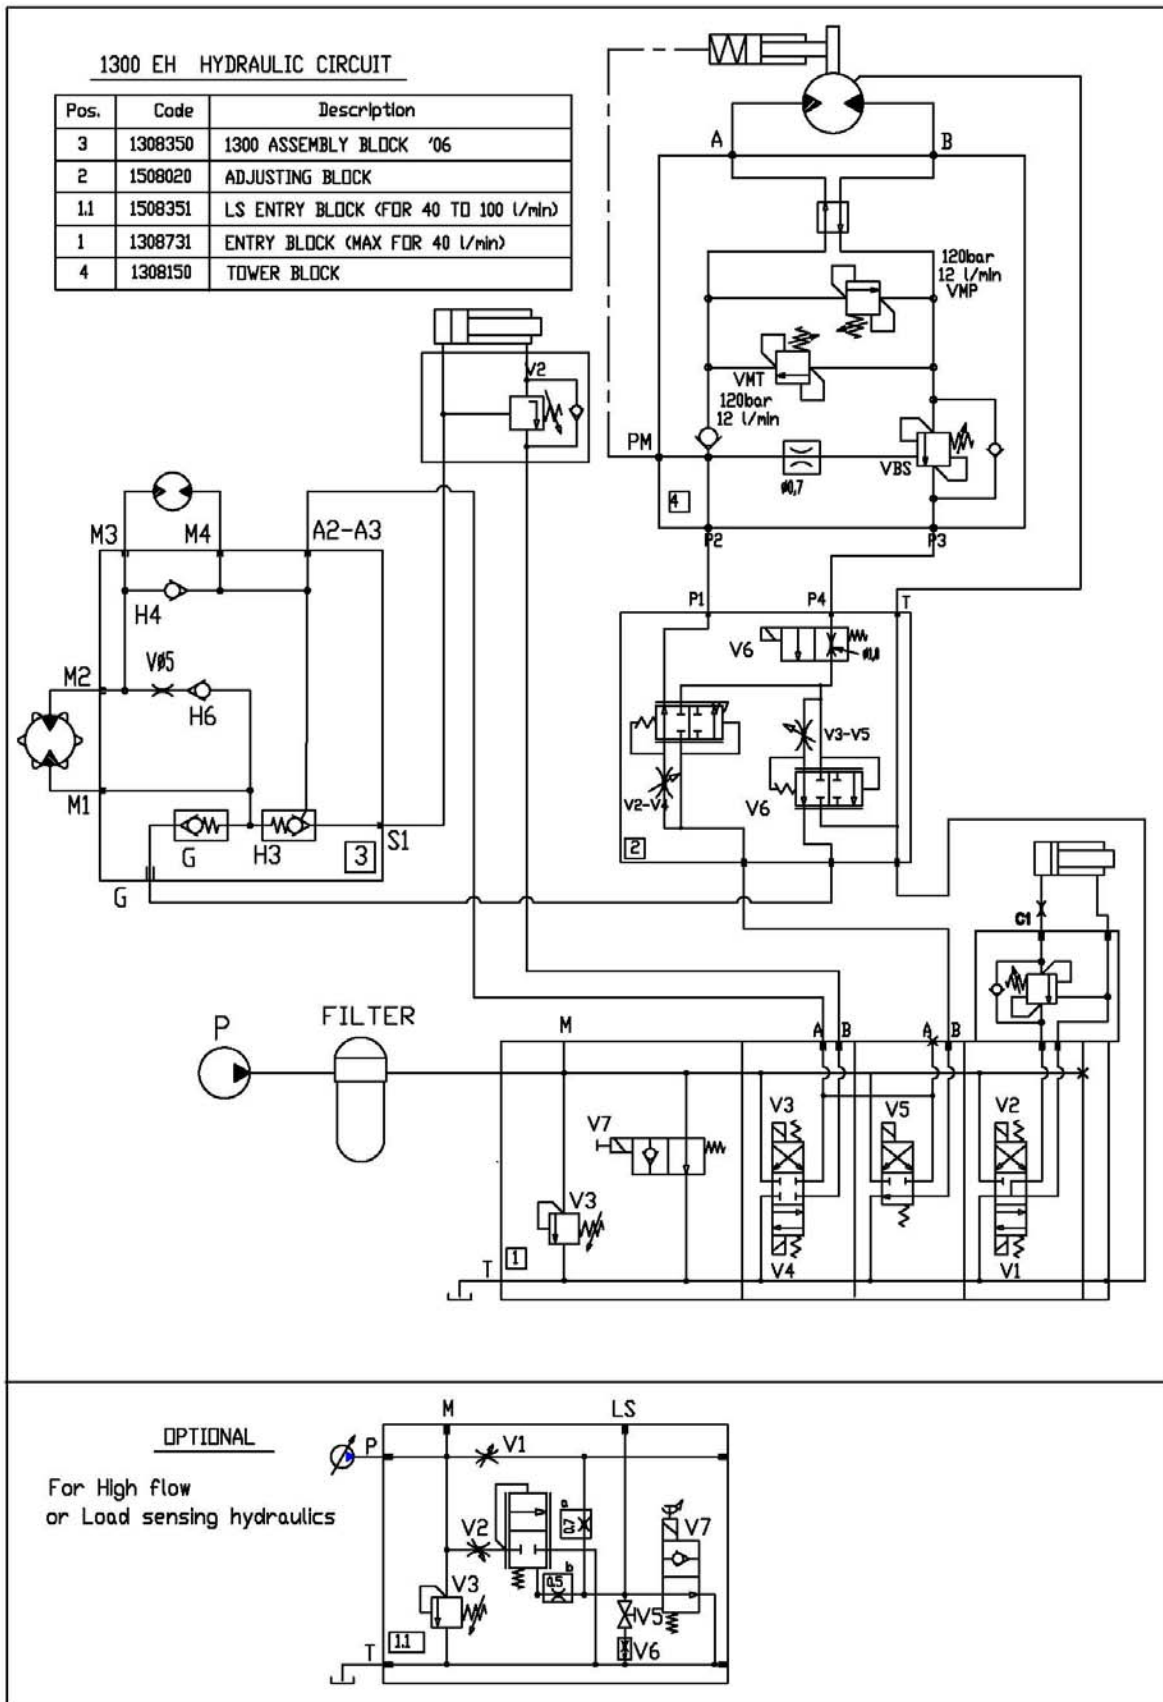 1300 EH HYDRAULIC CIRCUIT
Pos. Code Description
3 1308350 1300 ASSEMBLY BLOCK '06
2 1508020 ADJUSTING BLOCK
1.1 1508351 LS ENTRY BLOCK (FOR 40 TO 100 l/min)
1 1308731 ENTRY BLOCK (MAX FOR 40 l/min)
4 1308150 TOWER BLOCK
A
B
120bar
12 l/min
VMP
VMT
120bar
12 l/min
PM
VBS
ø0,7
4
P2
P3
V2
M3
M4
A2-A3
H4
Vø5
M2
H6
M1
G
H3
3
S1
G
P1
P4
T
V6
ø1,0
V3-V5
V2-V4
V6
2
C1
P
FILTER
M
A
B
A
B
V7
V3
V5
V2
V3
1
T
V4
V1
OPTIONAL
For High flow
or Load sensing hydraulics
M
LS
P
V1
a
0.7
V2
V7
b
0.5
V3
V5
V6
1.1
T